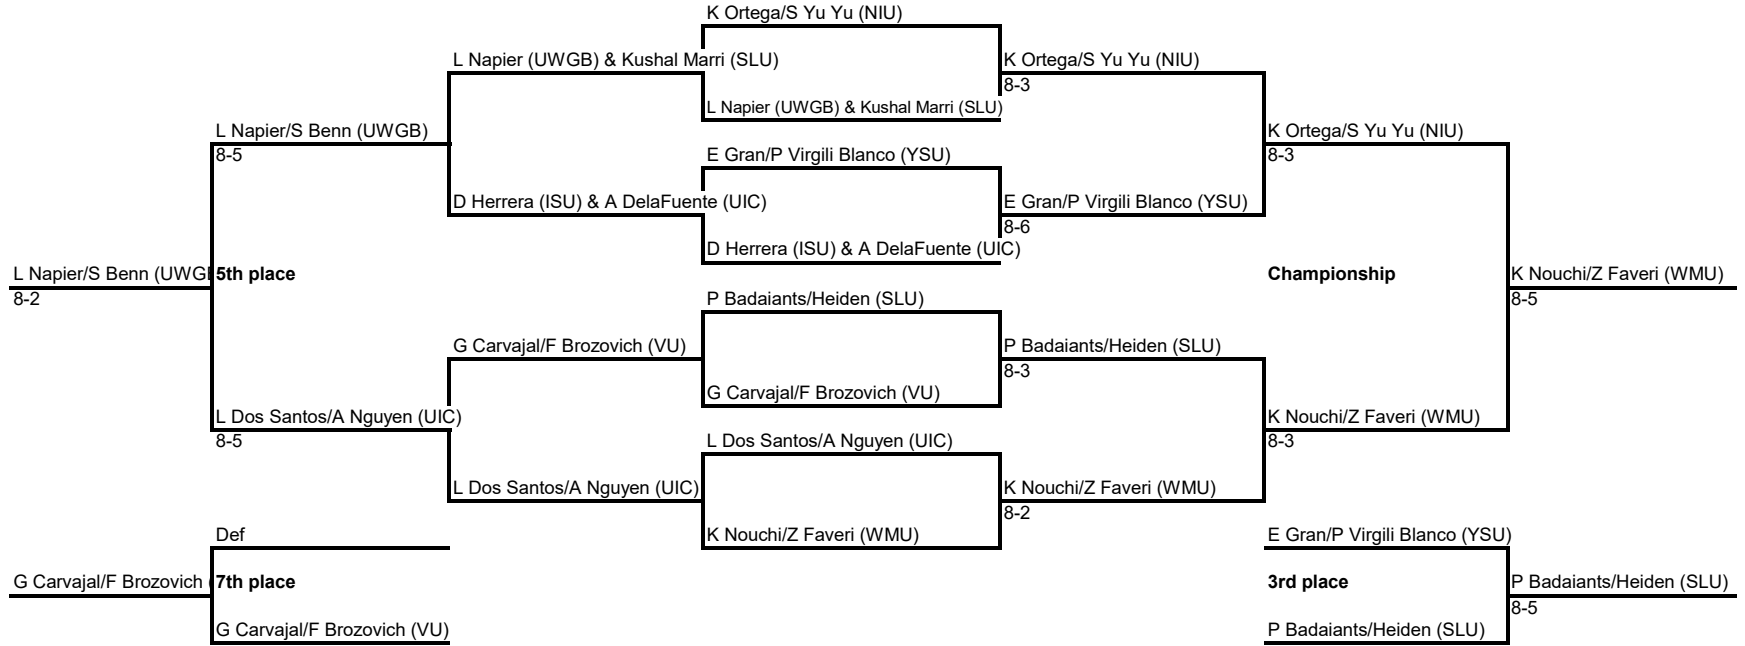 K Ortega/S Yu Yu (NIU)
L Napier (UWGB) & Kushal Marri (SLU)
K Ortega/S Yu Yu (NIU)
8-3
L Napier (UWGB) & Kushal Marri (SLU)
L Napier/S Benn (UWGB)
K Ortega/S Yu Yu (NIU)
8-5
E Gran/P Virgili Blanco (YSU)
8-3
D Herrera (ISU) & A DelaFuente (UIC)
E Gran/P Virgili Blanco (YSU)
8-6
D Herrera (ISU) & A DelaFuente (UIC)
L Napier/S Benn (UWG
5th place
Championship
K Nouchi/Z Faveri (WMU)
8-2
P Badaiants/Heiden (SLU)
8-5
G Carvajal/F Brozovich (VU)
P Badaiants/Heiden (SLU)
8-3
G Carvajal/F Brozovich (VU)
L Dos Santos/A Nguyen (UIC)
K Nouchi/Z Faveri (WMU)
8-5
L Dos Santos/A Nguyen (UIC)
8-3
L Dos Santos/A Nguyen (UIC)
K Nouchi/Z Faveri (WMU)
8-2
Def
K Nouchi/Z Faveri (WMU)
E Gran/P Virgili Blanco (YSU)
G Carvajal/F Brozovich
7th place
3rd place
P Badaiants/Heiden (SLU)
8-5
G Carvajal/F Brozovich (VU)
P Badaiants/Heiden (SLU)